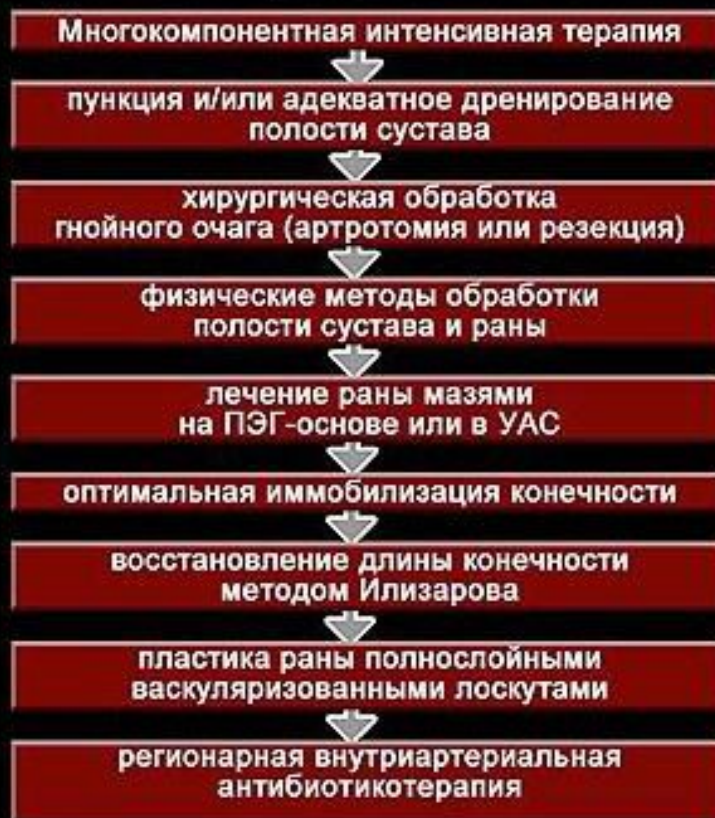 Многокомпонентная интенсивная терапия
пункция и/или адекватное дренирование
полости сустава
хирургическая обработка
гнойного очага (артротомия или резекция)
физические методы обработки
полости сустава и раны
лечение раны мазями
на ПЭГ-основе или в УАС
оптимальная иммобилизация конечности
восстановление длины конечности
методом Илизарова
пластика раны полнослойными
васкуляризованными лоскутами
регионарная внутриартериальная
антибиотикотерапия